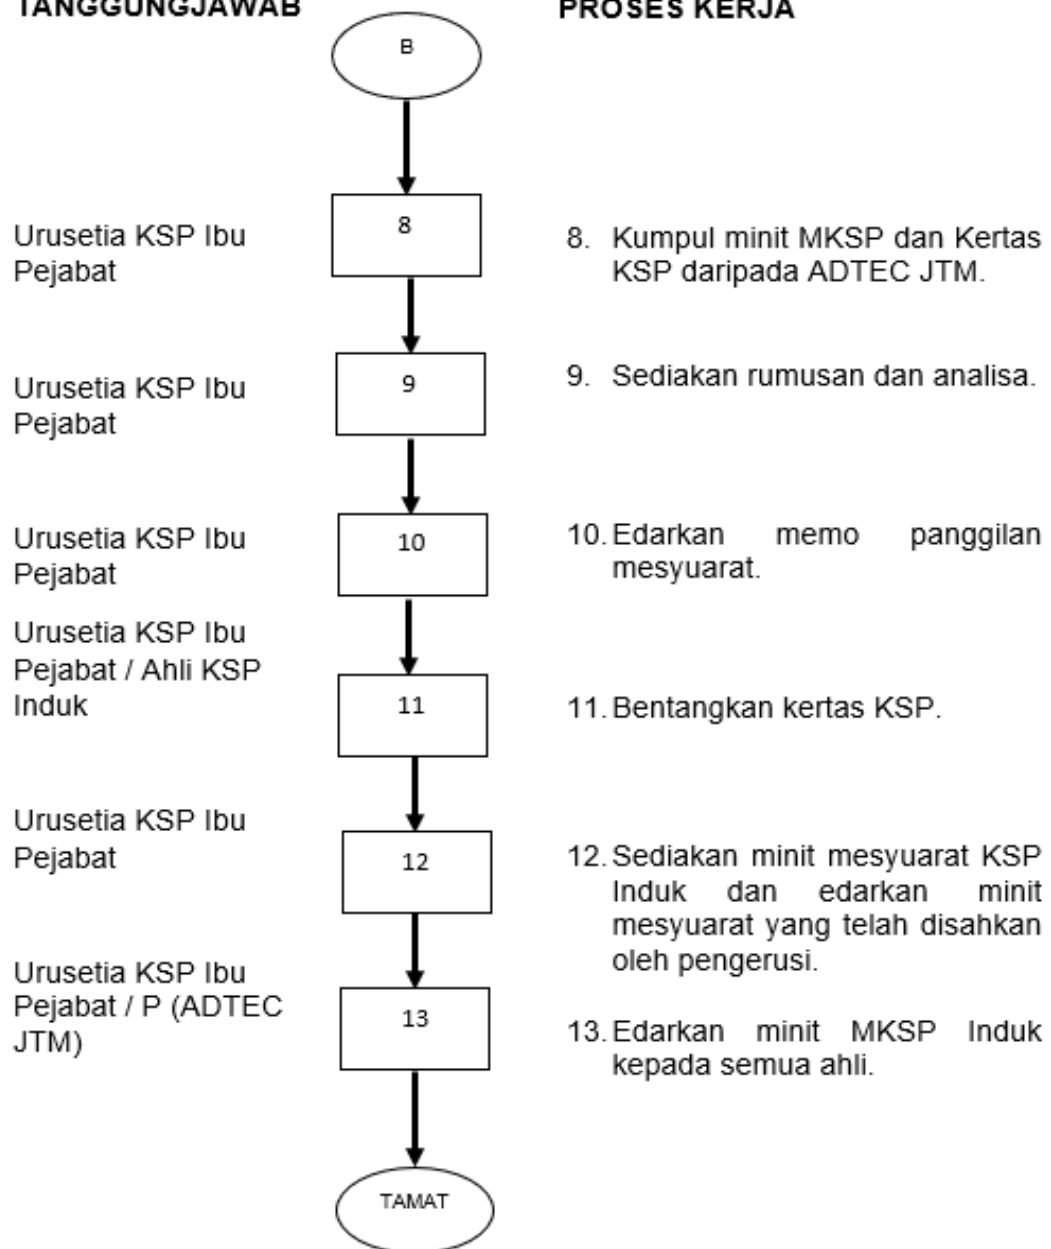 TANGGUNGJAWAB
PROSES KERJA
B
Urusetia KSP Ibu
Pejabat
8
8. Kumpul minit MKSP dan Kertas
KSP daripada ADTEC JTM.
Urusetia KSP Ibu
Pejabat
9
9. Sediakan rumusan dan analisa.
Urusetia KSP Ibu
Pejabat
10
10. Edarkan memo panggilan
mesyuarat.
Urusetia KSP Ibu
Pejabat / Ahli KSP
Induk
11
11. Bentangkan kertas KSP.
Urusetia KSP Ibu
Pejabat
12
12. Sediakan minit mesyuarat KSP
Induk dan edarkan minit
mesyuarat yang telah disahkan
oleh pengerusi.
Urusetia KSP Ibu
Pejabat / P (ADTEC
JTM)
13
13. Edarkan minit MKSP Induk
kepada semua ahli.
TAMAT